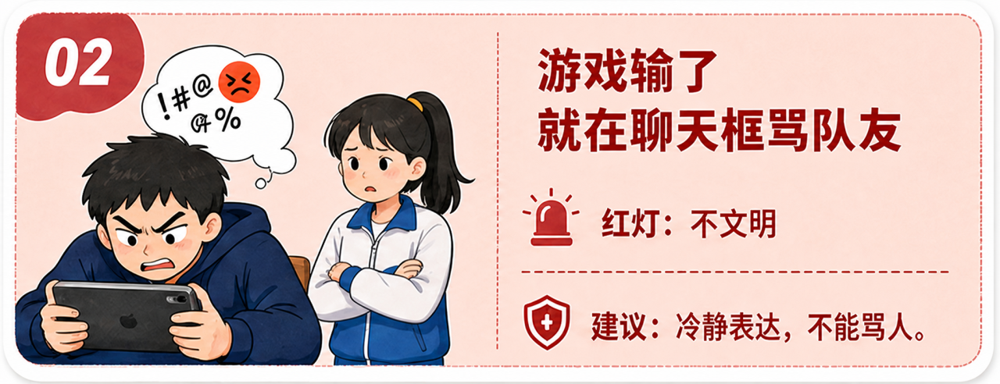 02
!#@
@%
游戏输了
就在聊天框骂队友
红灯：不文明
建议：冷静表达，不能骂人。